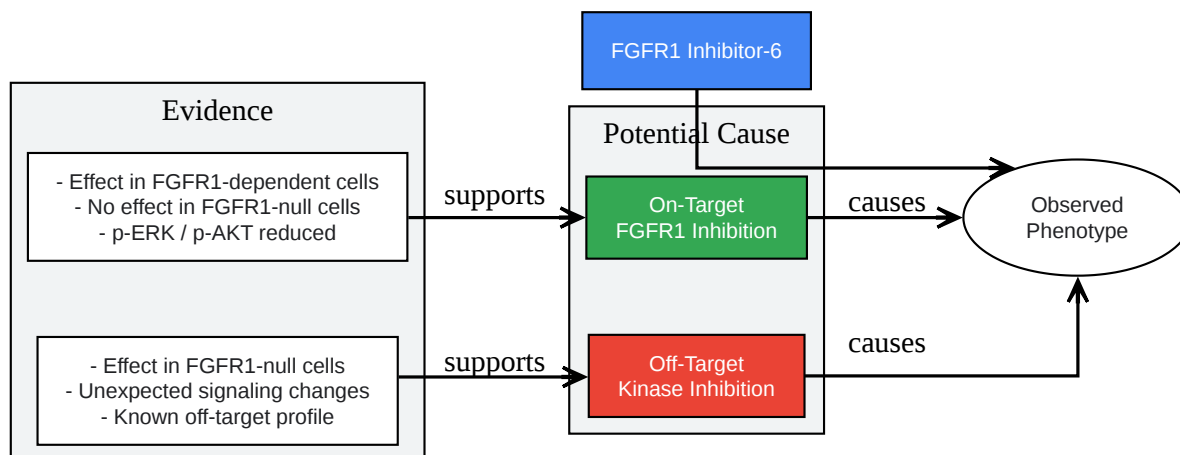 FGFR1 Inhibitor-6
Evidence
- Effect in FGFR1-dependent cells
- No effect in FGFR1-null cells
- p-ERK / p-AKT reduced
supports
Potential Cause
On-Target
FGFR1 Inhibition
causes
Observed
Phenotype
- Effect in FGFR1-null cells
- Unexpected signaling changes
- Known off-target profile
supports
Off-Target
Kinase Inhibition
causes